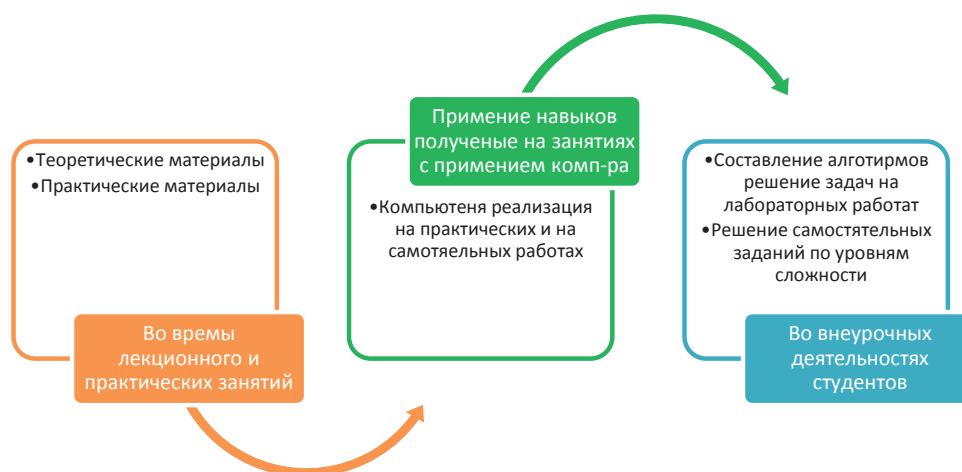 •Теоретические материалы
•Практические материалы
Во времы
лекционного и
практических занятий
Примение навыков
полученые на занятиях
с примением комп-ра
•Компьютеня реализация
на практических и на
самотяельных работах
•Составление алготирмов
решение задач на
лабораторных работат
•Решение самостятельных
заданий по уровням
сложности
Во внеурочных
деятельностях
студентов